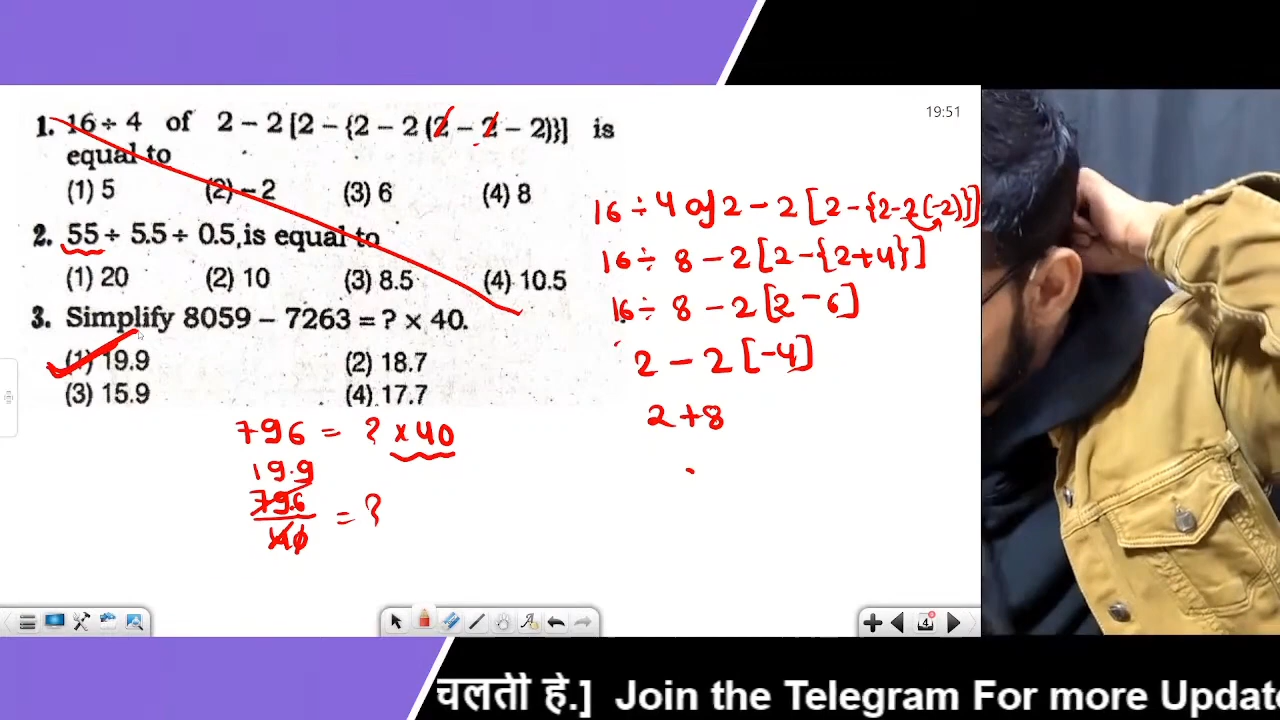 19:51
1. 16 ÷ 4 of 2 – 2 [2 – {2 – 2 (2 – 2 – 2)}] is
equal to
(1) 5 (2) – 2 (3) 6 (4) 8
2. 55 ÷ 5.5 ÷ 0.5, is equal to
(1) 20 (2) 10 (3) 8.5 (4) 10.5
3. Simplify 8059 – 7263 = ? × 40.
(1) 19.9 (2) 18.7
(3) 15.9 (4) 17.7
796 = ? × 40
19.9
796
40
= ?
16 ÷ 4 of 2 – 2 [2 – {2 – 2 (–2)}]
16 ÷ 8 – 2 [2 – {2 + 4}]
16 ÷ 8 – 2 [2 – 6]
2 – 2 [–4]
2 + 8
4
चलती हे.] Join the Telegram For more Updat